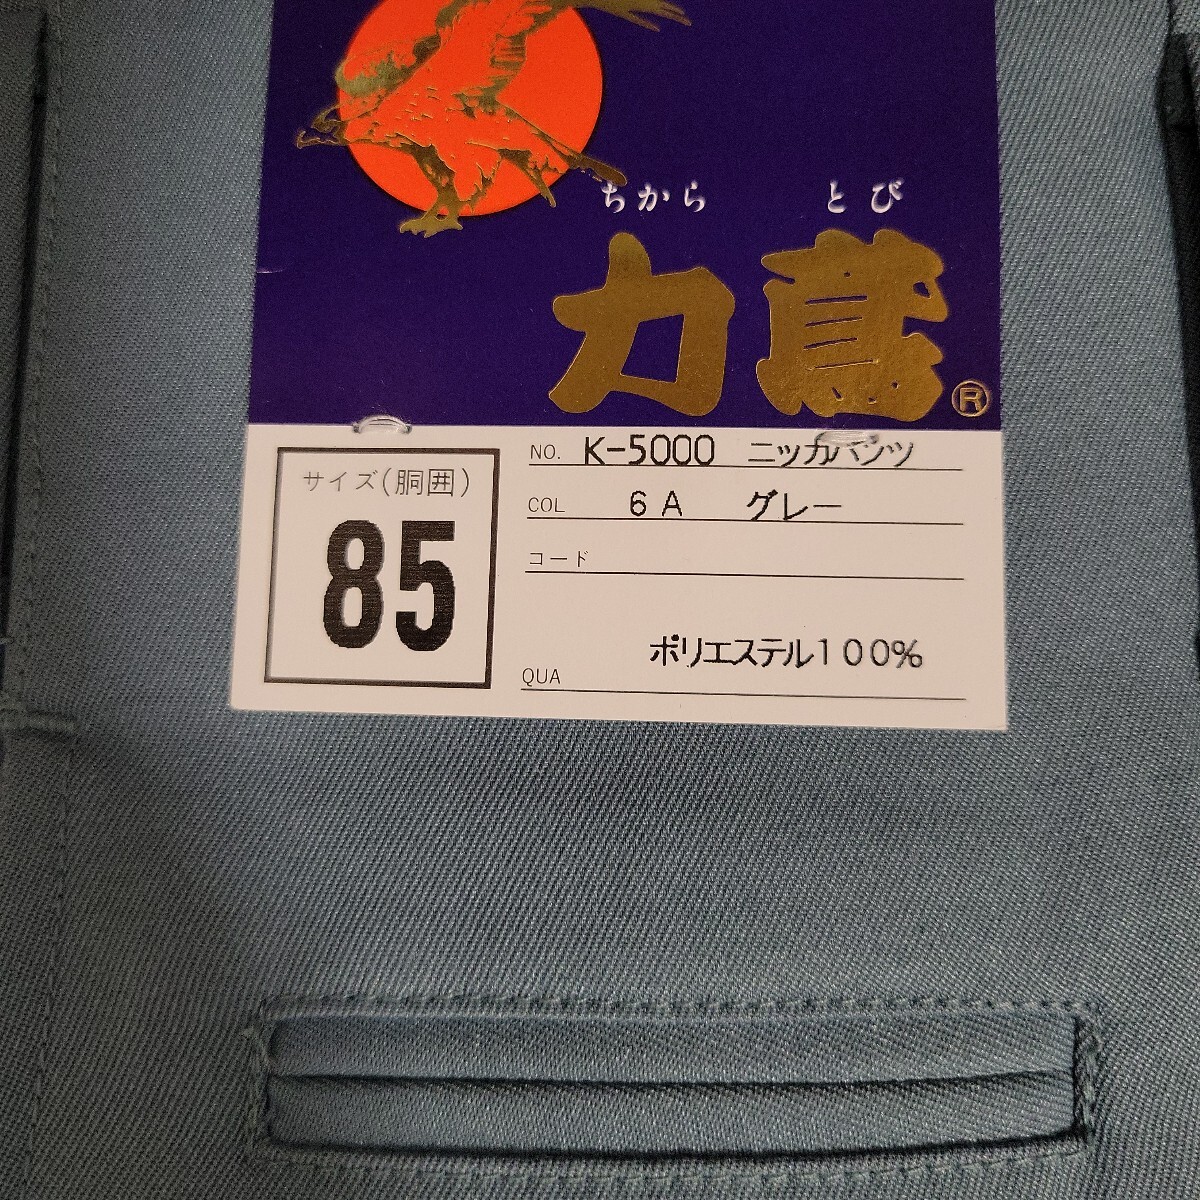 ちから とび
力鳶®
サイズ(胴囲)
85
NO. K-5000 ニッカパンツ
COL 6A グレー
コード
QUA ポリエステル100%